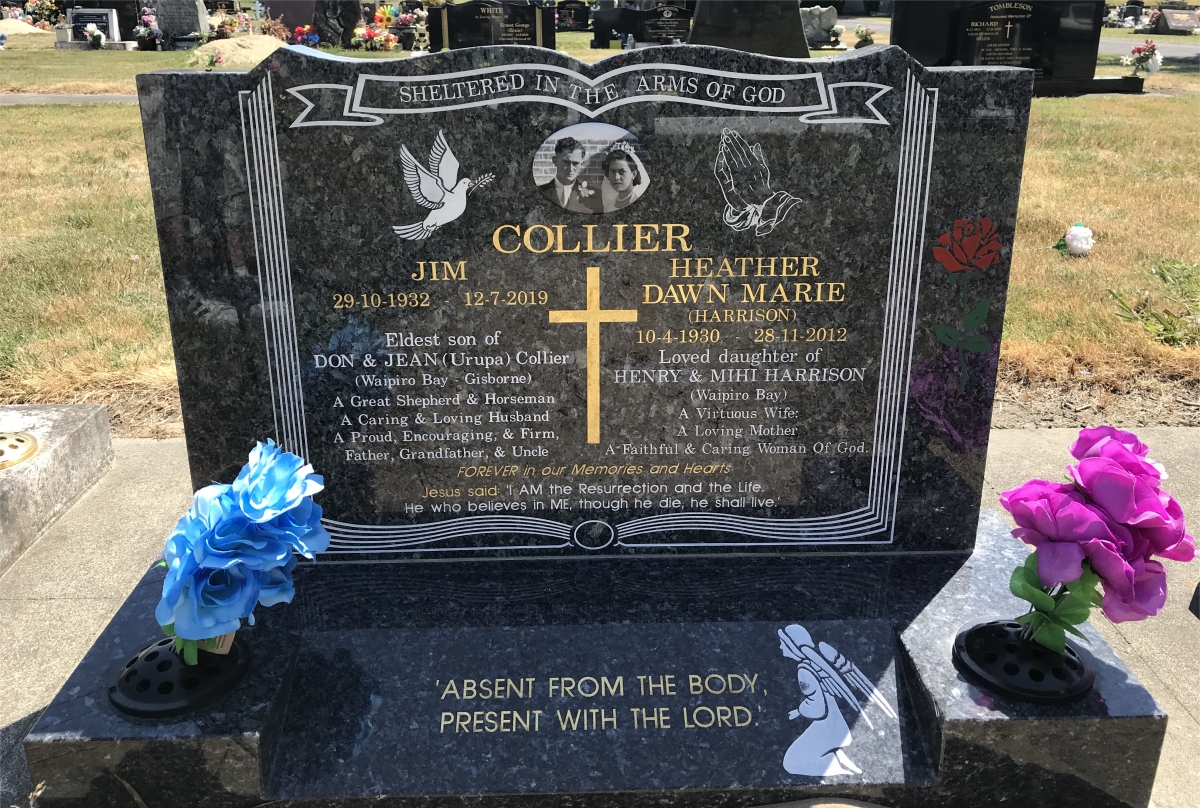 WHITE
RICHARD
TOMBLESON
SHELTERED IN THE ARMS OF GOD
COLLIER
JIM
29-10-1932 - 12-7-2019
Eldest son of
DON & JEAN (Urupa) Collier
(Waipiro Bay - Gisborne)
A Great Shepherd & Horseman
A Caring & Loving Husband
A Proud, Encouraging, & Firm,
Father, Grandfather, & Uncle
HEATHER
DAWN MARIE
(HARRISON)
10-4-1930 - 28-11-2012
Loved daughter of
HENRY & MIHI HARRISON
(Waipiro Bay)
A Virtuous Wife:
A Loving Mother
A Faithful & Caring Woman Of God.
FOREVER in our Memories and Hearts
Jesus said: 'I AM the Resurrection and the Life.
He who believes in ME, though he die, he shall live.'
'ABSENT FROM THE BODY,
PRESENT WITH THE LORD.'